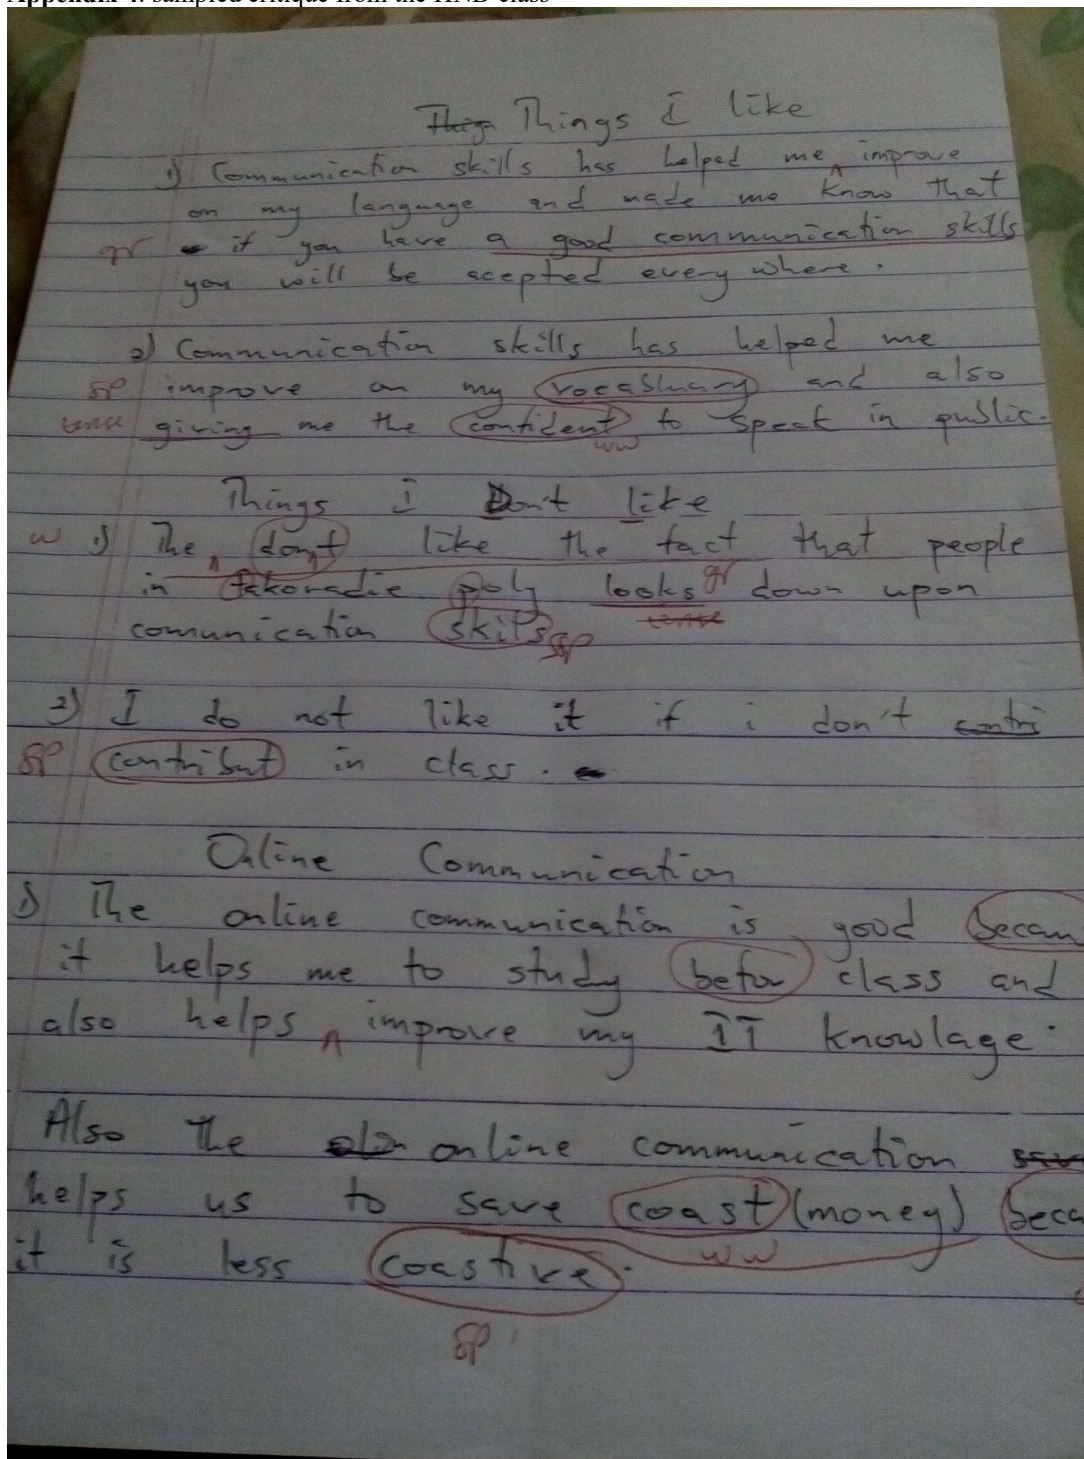 Appendix 4: sampled critique from the HND class
Things Things I like
1) Communication skills has helped me improve
on my language and made me know that
gr if you have a good communication skills
you will be acepted every where.
2) Communication skills has helped me
sp improve on my vocabluary and also
tense giving me the confident to speak in public.
ww
Things I Don't like
w 1) The don't like the fact that people
in takoradie poly looks gr down upon
tense
comunication skils sp
2) I do not like it if i don't contri
sp contribut in class.
Online Communication
1) The online communication is good becau
it helps me to study befor class and
also helps improve my IT knowlage.
Also the online communication
helps us to save coast (money) beca
it is less coastive. ww
sp